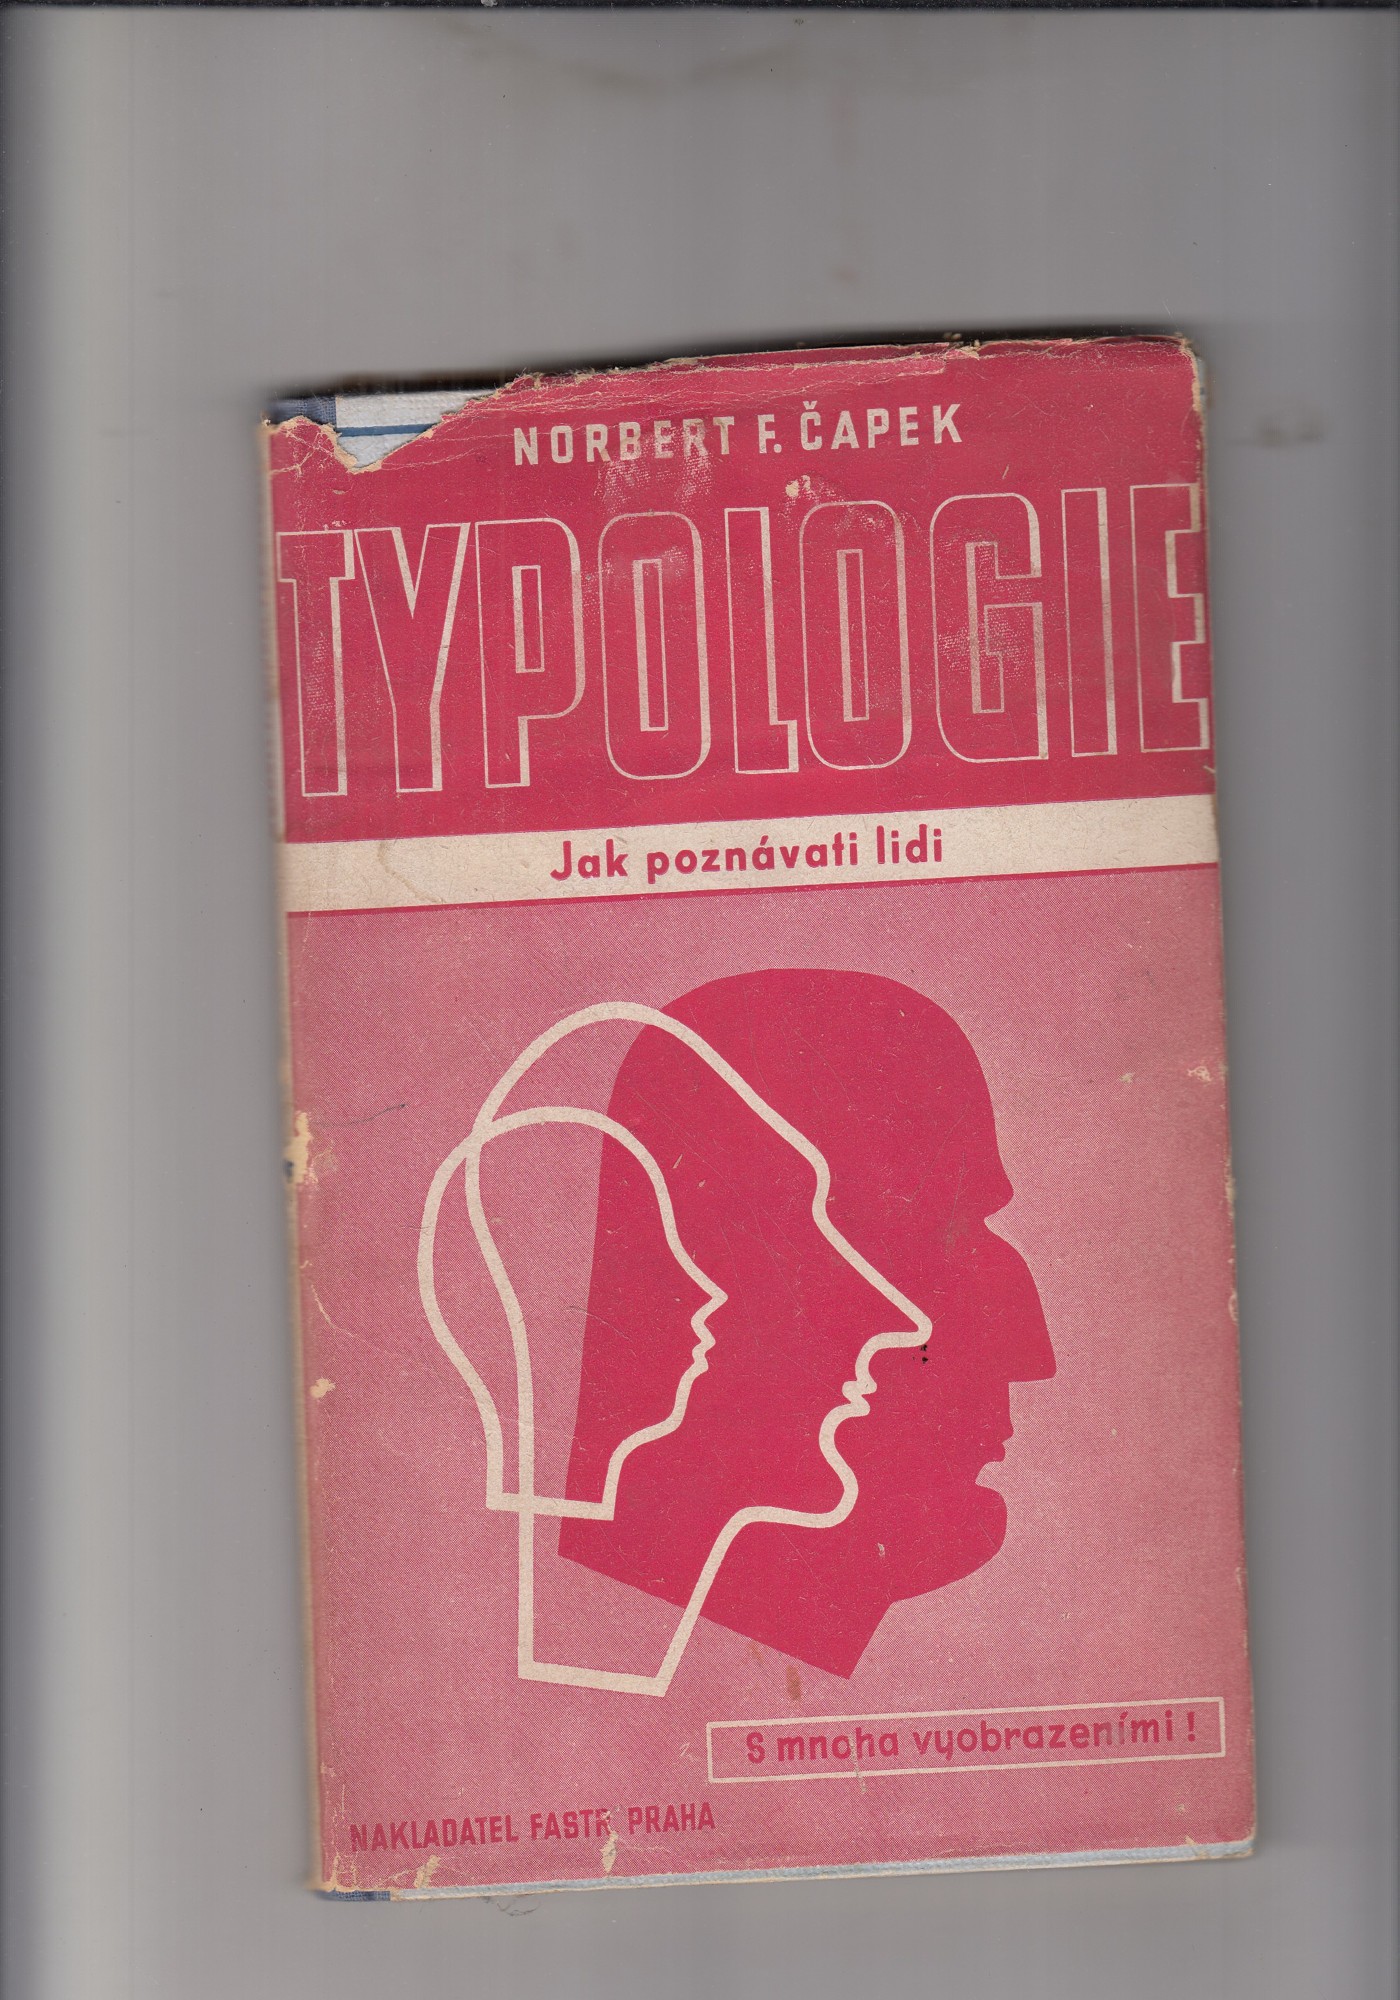 NORBERT F. ČAPEK
TYPOLOGIE
Jak poznávati lidi
S mnoha vyobrazeními!
NAKLADATEL FASTR PRAHA